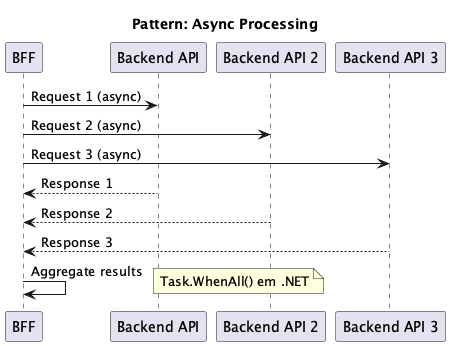 Pattern: Async Processing
BFF
Backend API
Backend API 2
Backend API 3
Request 1 (async)
Request 2 (async)
Request 3 (async)
Response 1
Response 2
Response 3
Aggregate results
Task.WhenAll() em .NET
BFF
Backend API
Backend API 2
Backend API 3